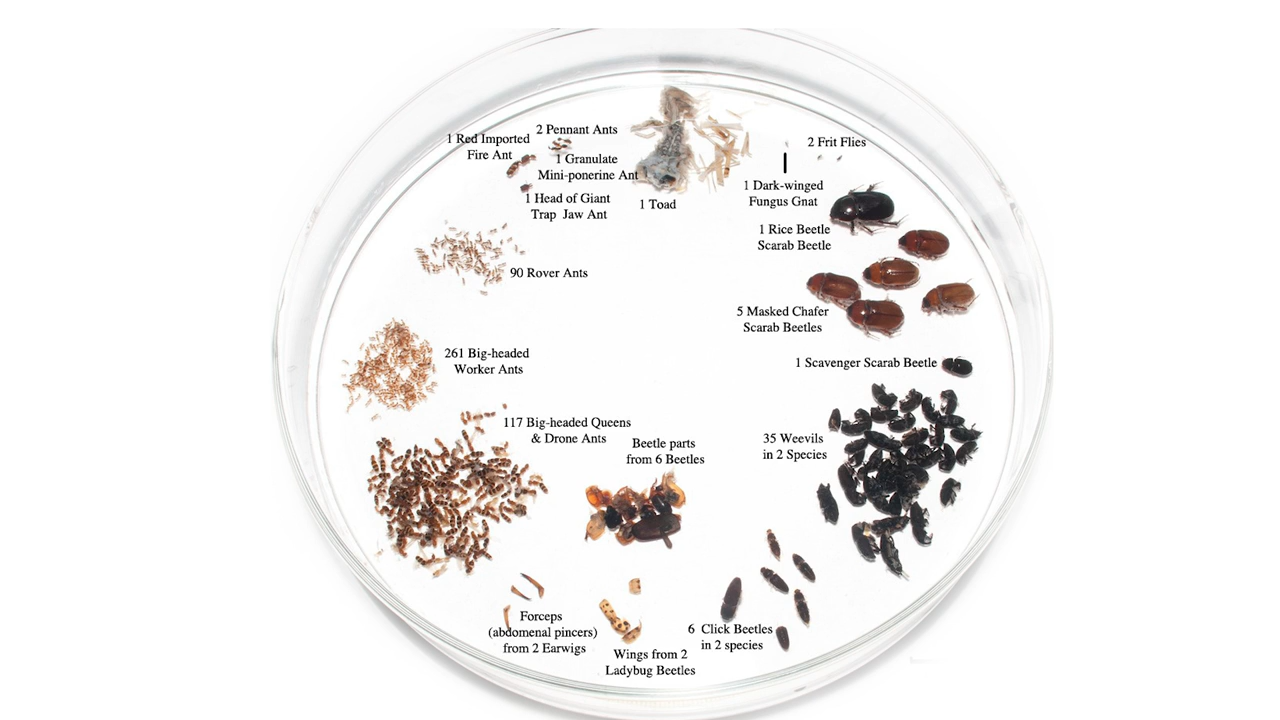 1 Red Imported
Fire Ant
2 Pennant Ants
1 Granulate
Mini-ponerine Ant
1 Head of Giant
Trap Jaw Ant
1 Toad
2 Frit Flies
1 Dark-winged
Fungus Gnat
1 Rice Beetle
Scarab Beetle
90 Rover Ants
5 Masked Chafer
Scarab Beetles
261 Big-headed
Worker Ants
1 Scavenger Scarab Beetle
117 Big-headed Queens
& Drone Ants
Beetle parts
from 6 Beetles
35 Weevils
in 2 Species
Forceps
(abdomenal pincers)
from 2 Earwigs
Wings from 2
Ladybug Beetles
6 Click Beetles
in 2 species